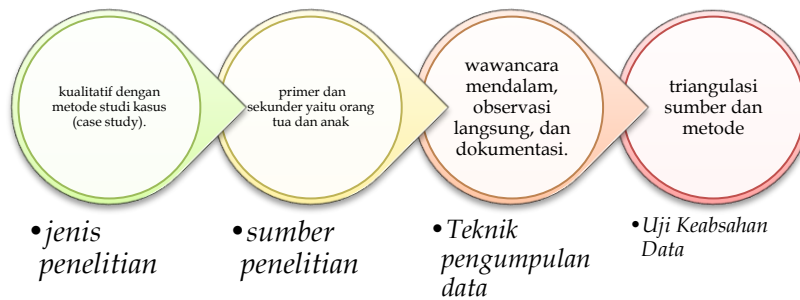 kualitatif dengan
metode studi kasus
(case study).
primer dan
sekunder yaitu orang
tua dan anak
wawancara
mendalam,
observasi
langsung, dan
dokumentasi.
triangulasi
sumber dan
metode
•jenis
penelitian
•sumber
penelitian
•Teknik
pengumpulan
data
•Uji Keabsahan
Data